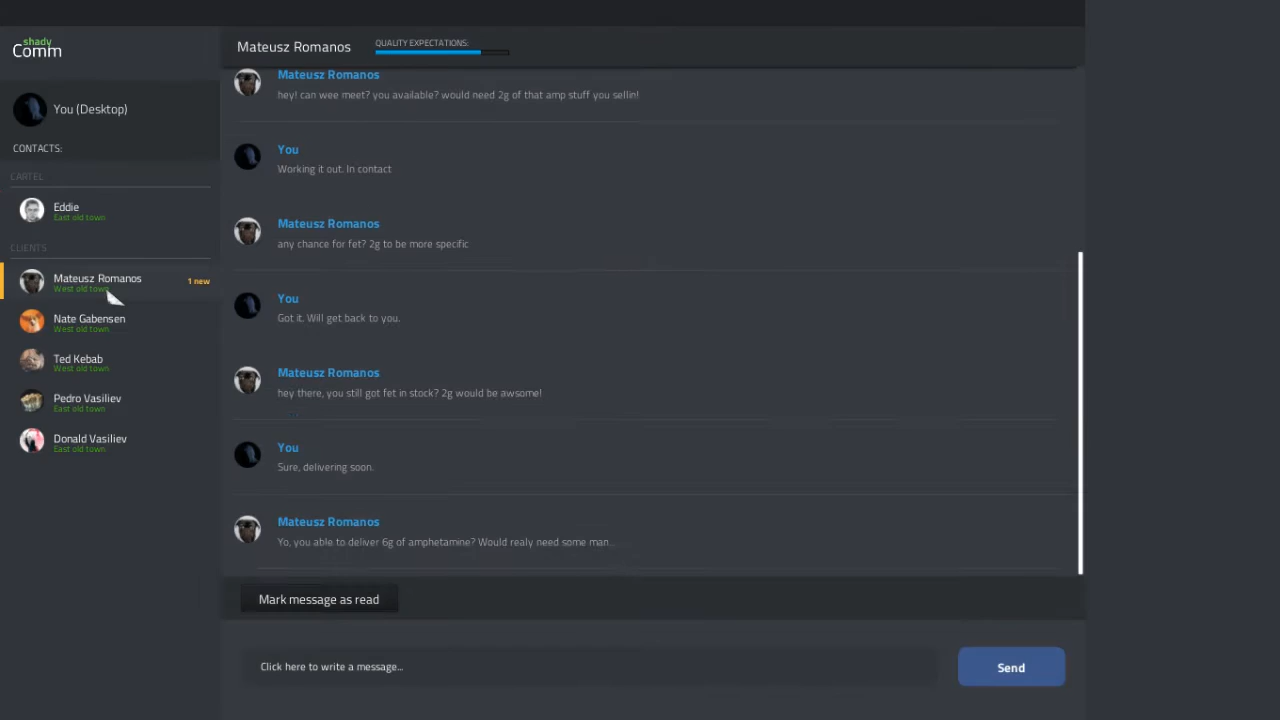 shady
Comm
Mateusz Romanos
QUALITY EXPECTATIONS:
You (Desktop)
CONTACTS:
CARTEL
Eddie
East old town
CLIENTS
Mateusz Romanos
West old town
1 new
Nate Gabensen
West old town
Ted Kebab
West old town
Pedro Vasiliev
East old town
Donald Vasiliev
East old town
Mateusz Romanos
hey! can wee meet? you available? would need 2g of that amp stuff you sellin!
You
Working it out. In contact
Mateusz Romanos
any chance for fet? 2g to be more specific
You
Got it. Will get back to you.
Mateusz Romanos
hey there, you still got fet in stock? 2g would be awsome!
You
Sure, delivering soon.
Mateusz Romanos
Yo, you able to deliver 6g of amphetamine? Would realy need some man...
Mark message as read
Click here to write a message...
Send